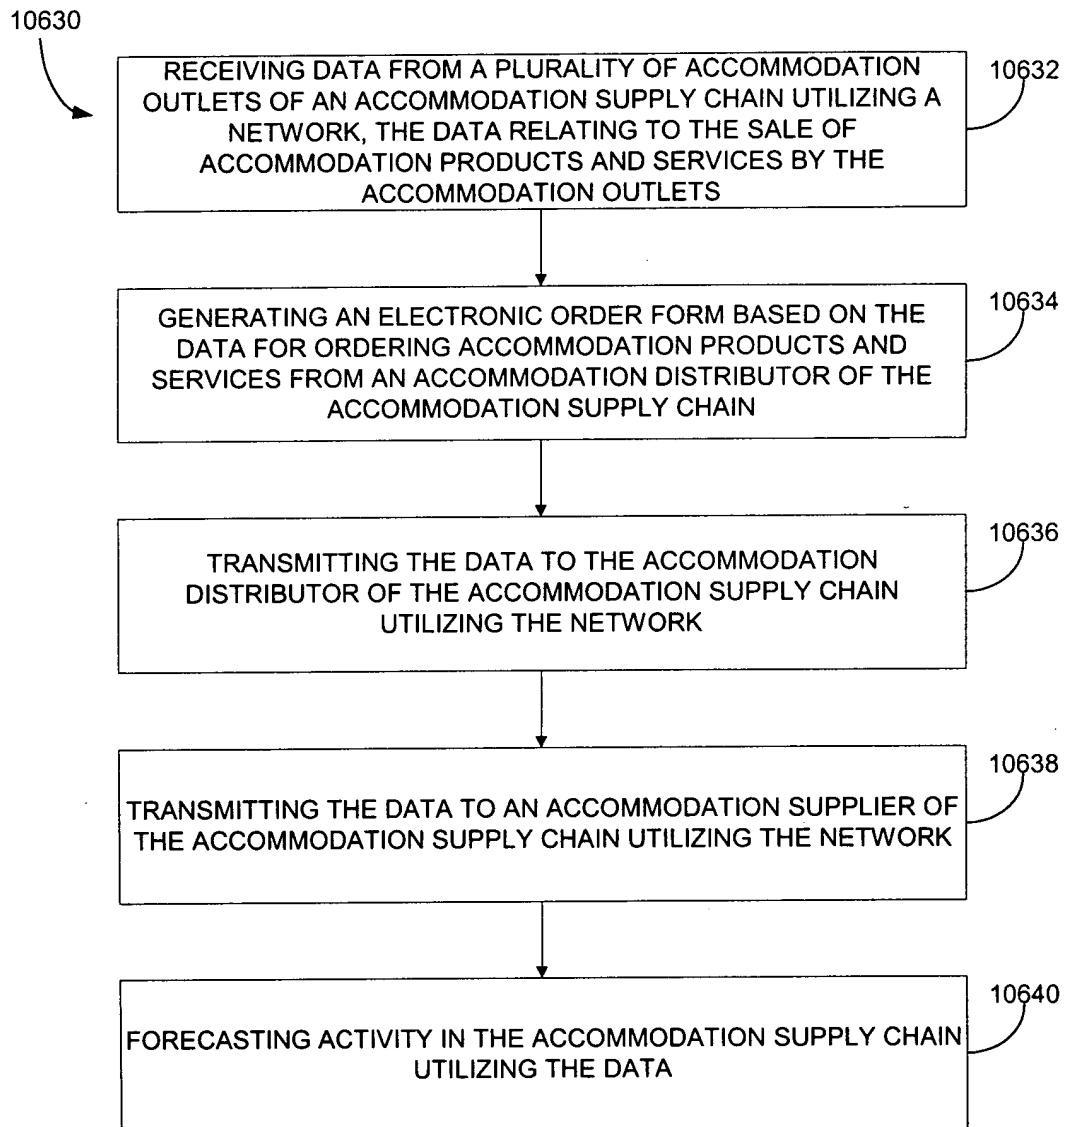 10630
RECEIVING DATA FROM A PLURALITY OF ACCOMMODATION
OUTLETS OF AN ACCOMMODATION SUPPLY CHAIN UTILIZING A
NETWORK, THE DATA RELATING TO THE SALE OF
ACCOMMODATION PRODUCTS AND SERVICES BY THE
ACCOMMODATION OUTLETS
10632
GENERATING AN ELECTRONIC ORDER FORM BASED ON THE
DATA FOR ORDERING ACCOMMODATION PRODUCTS AND
SERVICES FROM AN ACCOMMODATION DISTRIBUTOR OF THE
ACCOMMODATION SUPPLY CHAIN
10634
TRANSMITTING THE DATA TO THE ACCOMMODATION
DISTRIBUTOR OF THE ACCOMMODATION SUPPLY CHAIN
UTILIZING THE NETWORK
10636
TRANSMITTING THE DATA TO AN ACCOMMODATION SUPPLIER OF
THE ACCOMMODATION SUPPLY CHAIN UTILIZING THE NETWORK
10638
FORECASTING ACTIVITY IN THE ACCOMMODATION SUPPLY CHAIN
UTILIZING THE DATA
10640